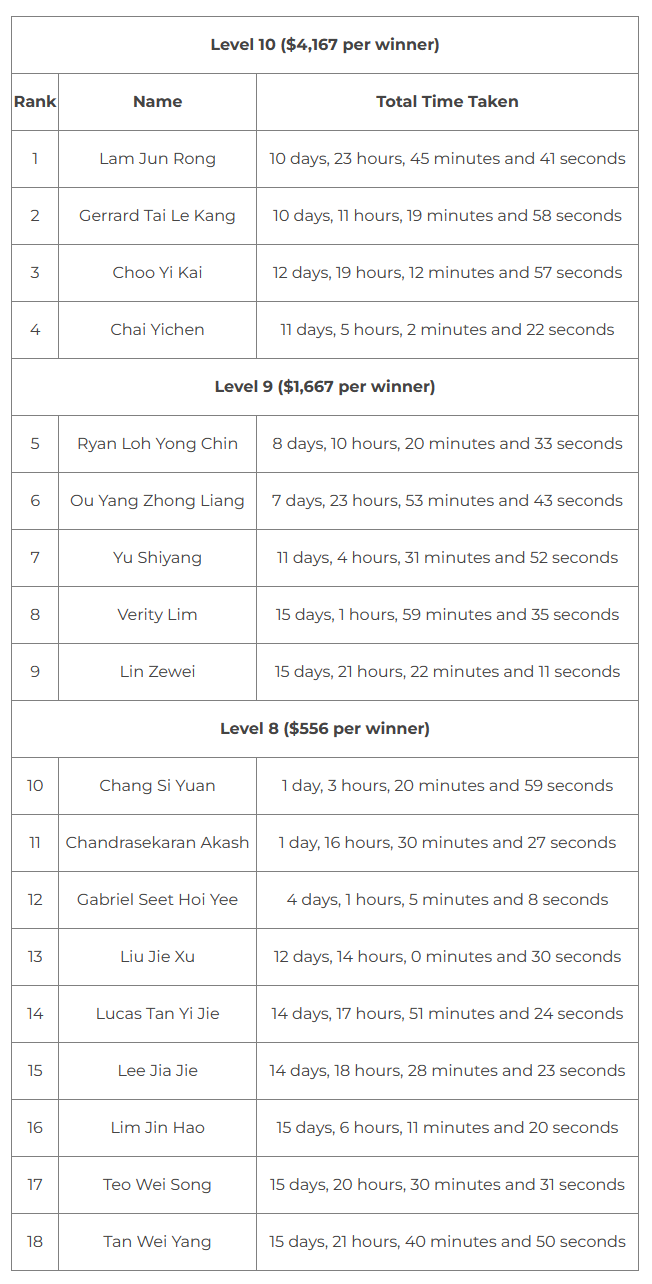 Level 10 ($4,167 per winner)
Rank Name Total Time Taken
1 Lam Jun Rong 10 days, 23 hours, 45 minutes and 41 seconds
2 Gerrard Tai Le Kang 10 days, 11 hours, 19 minutes and 58 seconds
3 Choo Yi Kai 12 days, 19 hours, 12 minutes and 57 seconds
4 Chai Yichen 11 days, 5 hours, 2 minutes and 22 seconds
Level 9 ($1,667 per winner)
5 Ryan Loh Yong Chin 8 days, 10 hours, 20 minutes and 33 seconds
6 Ou Yang Zhong Liang 7 days, 23 hours, 53 minutes and 43 seconds
7 Yu Shiyang 11 days, 4 hours, 31 minutes and 52 seconds
8 Verity Lim 15 days, 1 hours, 59 minutes and 35 seconds
9 Lin Zewei 15 days, 21 hours, 22 minutes and 11 seconds
Level 8 ($556 per winner)
10 Chang Si Yuan 1 day, 3 hours, 20 minutes and 59 seconds
11 Chandrasekaran Akash 1 day, 16 hours, 30 minutes and 27 seconds
12 Gabriel Seet Hoi Yee 4 days, 1 hours, 5 minutes and 8 seconds
13 Liu Jie Xu 12 days, 14 hours, 0 minutes and 30 seconds
14 Lucas Tan Yi Jie 14 days, 17 hours, 51 minutes and 24 seconds
15 Lee Jia Jie 14 days, 18 hours, 28 minutes and 23 seconds
16 Lim Jin Hao 15 days, 6 hours, 11 minutes and 20 seconds
17 Teo Wei Song 15 days, 20 hours, 30 minutes and 31 seconds
18 Tan Wei Yang 15 days, 21 hours, 40 minutes and 50 seconds